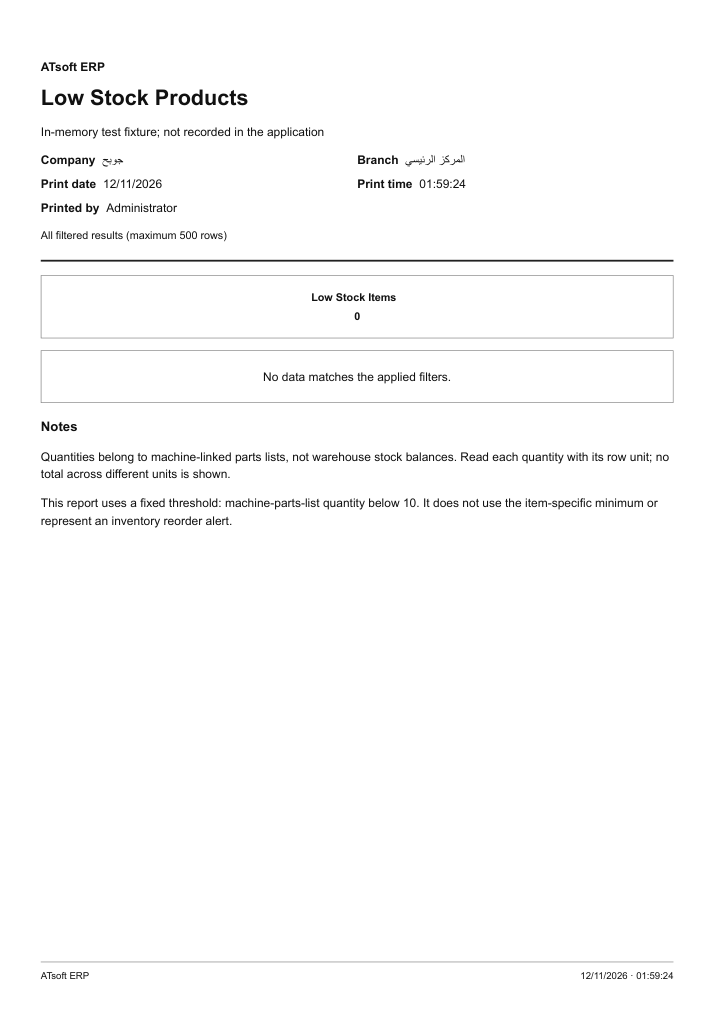 ATsoft ERP
Low Stock Products
In-memory test fixture; not recorded in the application
Company جويح
Branch المركز الرئيسي
Print date 12/11/2026
Print time 01:59:24
Printed by Administrator
All filtered results (maximum 500 rows)
Low Stock Items
0
No data matches the applied filters.
Notes
Quantities belong to machine-linked parts lists, not warehouse stock balances. Read each quantity with its row unit; no
total across different units is shown.
This report uses a fixed threshold: machine-parts-list quantity below 10. It does not use the item-specific minimum or
represent an inventory reorder alert.
ATsoft ERP
12/11/2026 · 01:59:24